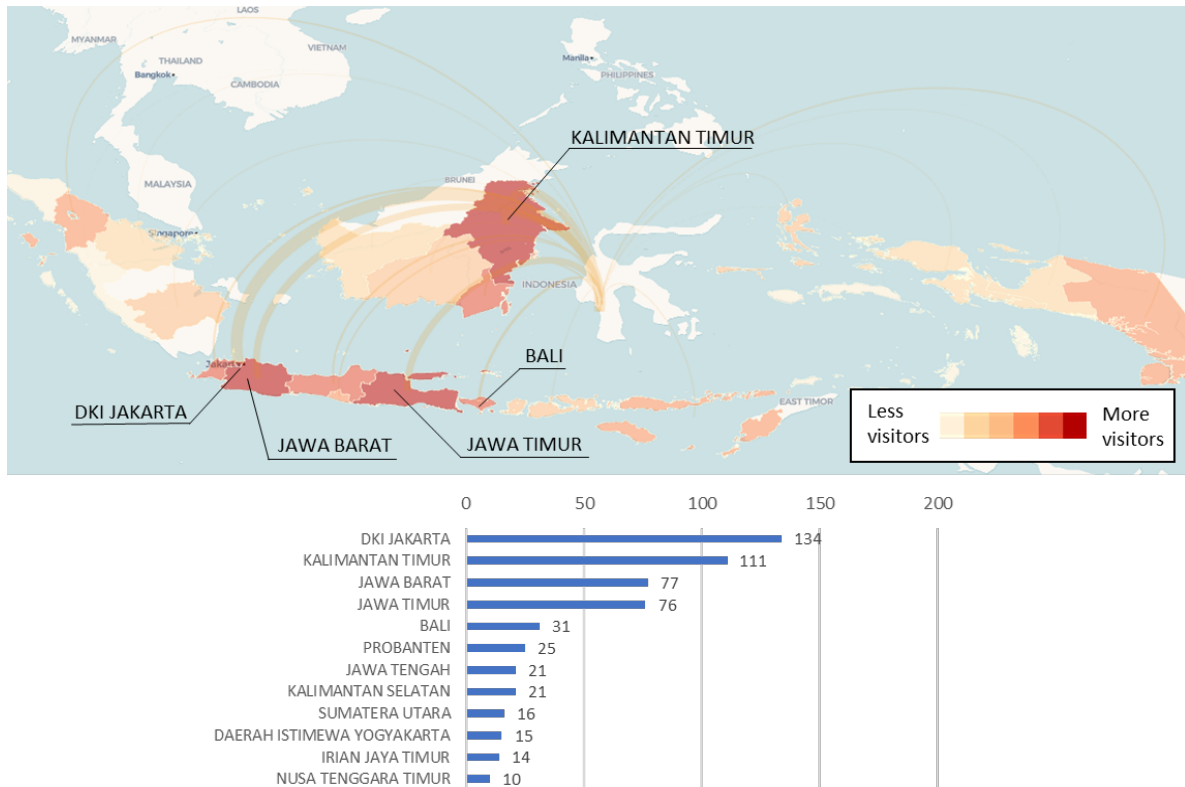 LAOS
MYANMAR
VIETNAM
THAILAND
Bangkok
CAMBODIA
Manila
PHILIPPINES
KALIMANTAN TIMUR
BRUNEI
MALAYSIA
Singapore
INDONESIA
Jakart
BALI
DKI JAKARTA
JAWA BARAT
JAWA TIMUR
EAST TIMOR
Less visitors
More visitors
0 50 100 150 200
DKI JAKARTA 134
KALIMANTAN TIMUR 111
JAWA BARAT 77
JAWA TIMUR 76
BALI 31
PROBANTEN 25
JAWA TENGAH 21
KALIMANTAN SELATAN 21
SUMATERA UTARA 16
DAERAH ISTIMEWA YOGYAKARTA 15
IRIAN JAYA TIMUR 14
NUSA TENGGARA TIMUR 10